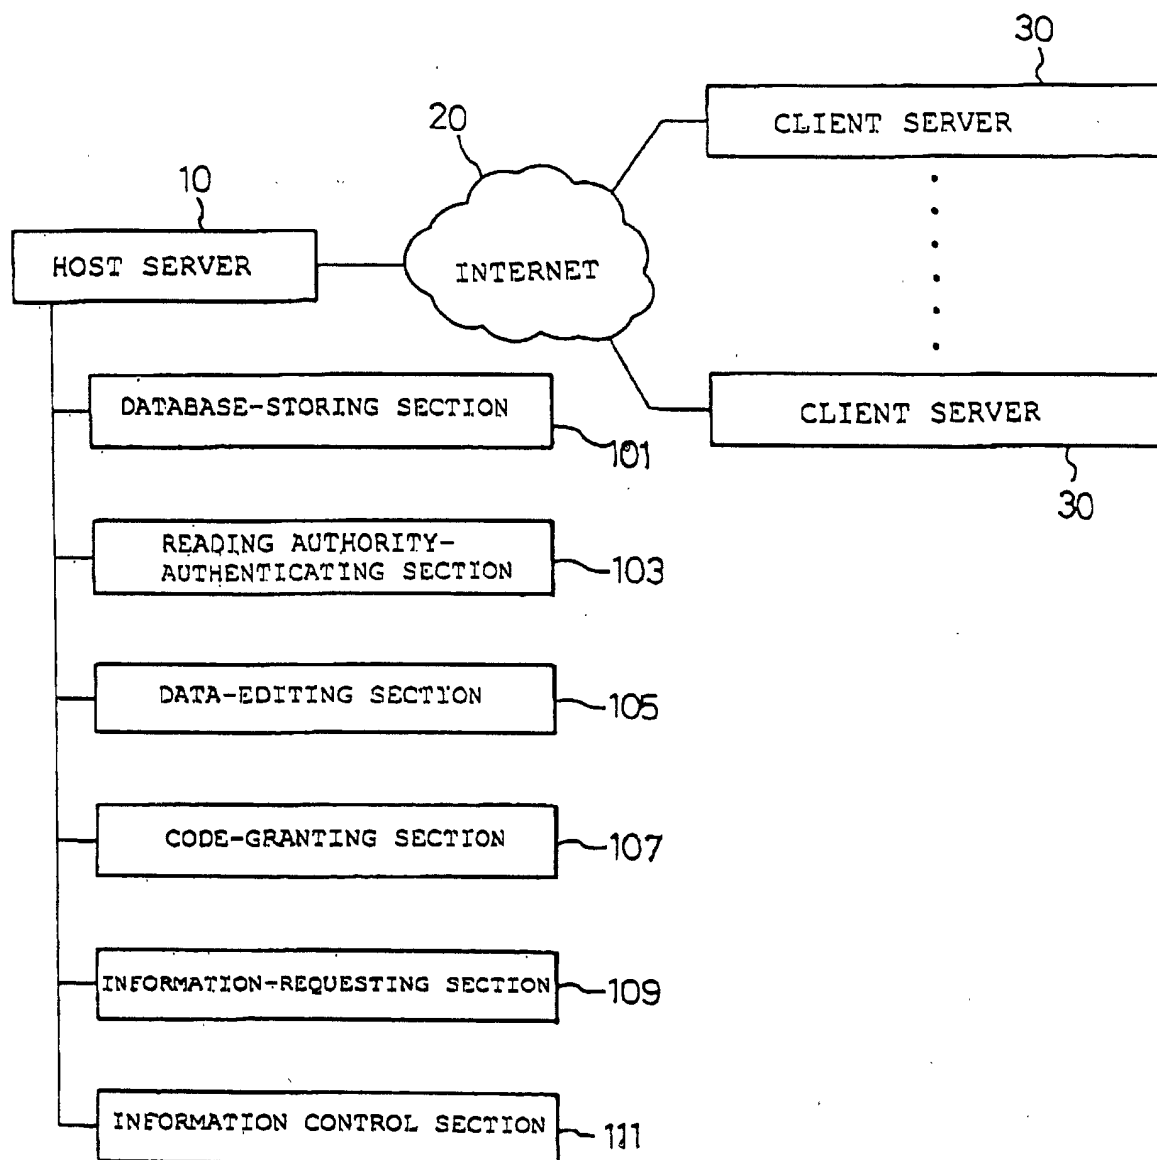 30
CLIENT SERVER
20
10
HOST SERVER
INTERNET
DATABASE-STORING SECTION
101
CLIENT SERVER
30
READING AUTHORITY-
AUTHENTICATING SECTION
103
DATA-EDITING SECTION
105
CODE-GRANTING SECTION
107
INFORMATION-REQUESTING SECTION
109
INFORMATION CONTROL SECTION
111